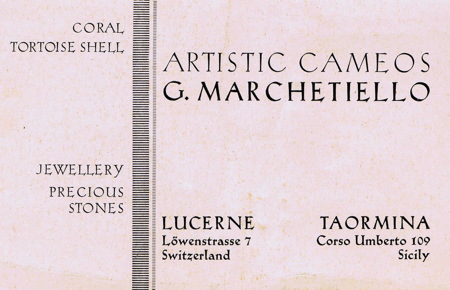 CORAL
TORTOISE SHELL
ARTISTIC CAMEOS
G. MARCHETIELLO
JEWELLERY
PRECIOUS
STONES
LUCERNE
Löwenstrasse 7
Switzerland
TAORMINA
Corso Umberto 109
Sicily